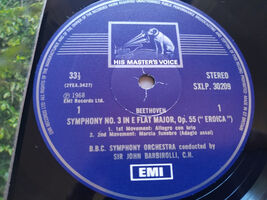 HIS MASTER'S VOICE
33⅓
(2YEA.3427)
STEREO
SXLP. 30209
1
℗ 1968
EMI Records Ltd.
1
BEETHOVEN
SYMPHONY NO. 3 IN E FLAT MAJOR, Op. 55 ("EROICA")
1 - 1st Movement: Allegro con brio
2 - 2nd Movement: Marcia funebre (Adagio assai)
B.B.C. SYMPHONY ORCHESTRA conducted by
SIR JOHN BARBIROLLI, C.H.
EMI